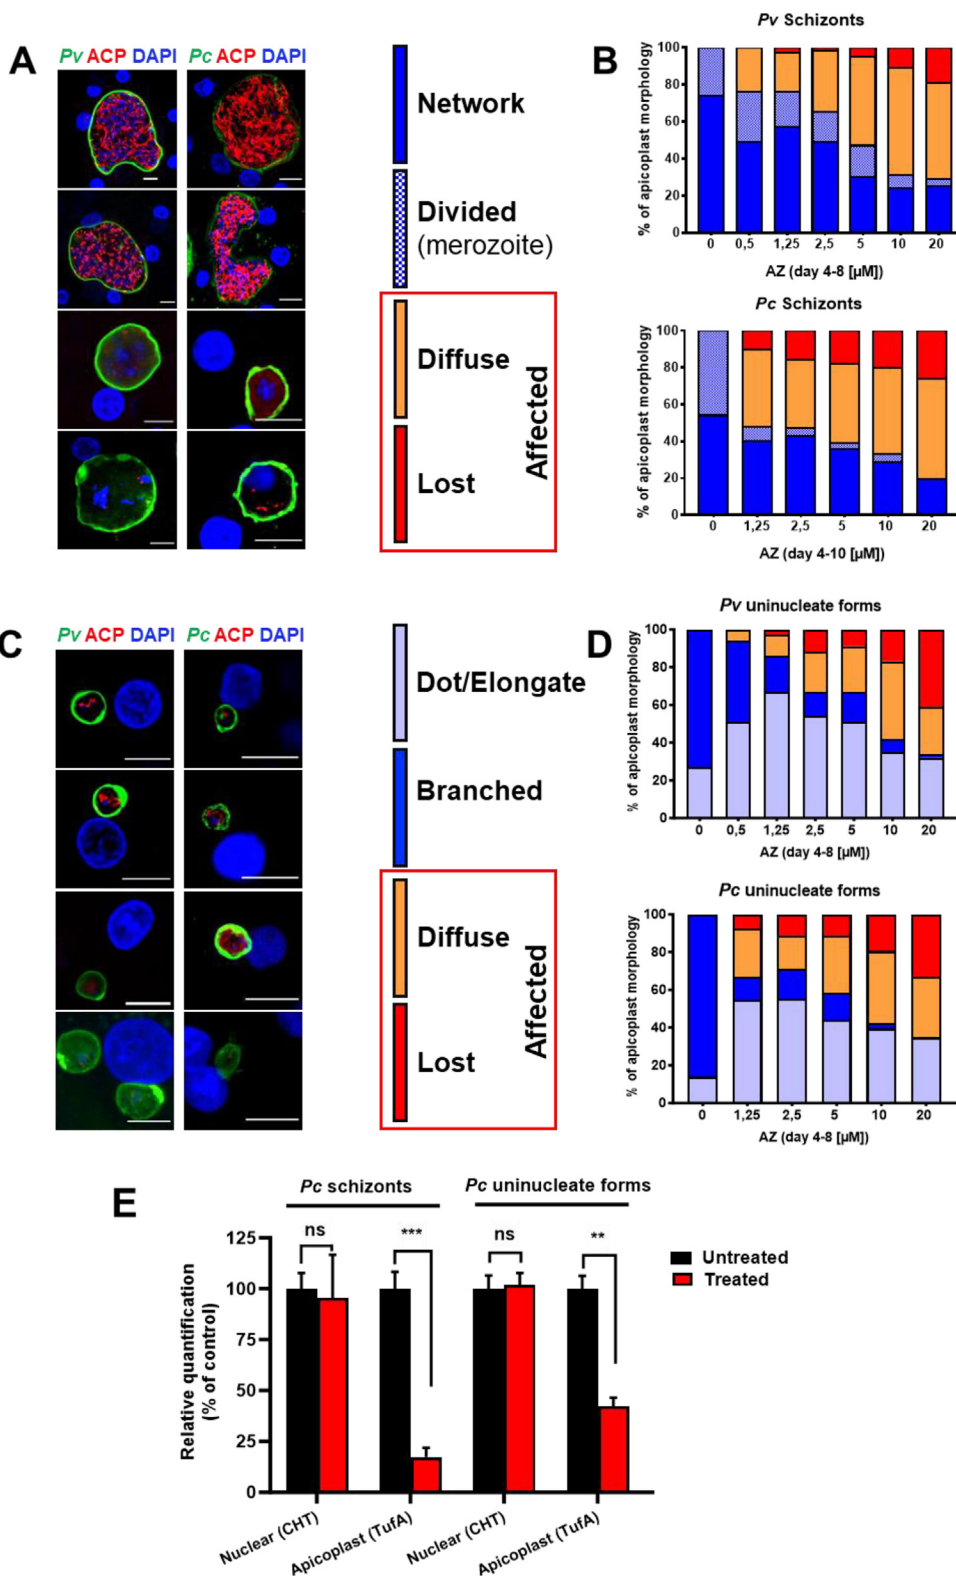 A
Pv ACP DAPI Pc ACP DAPI
Network
Divided
(merozoite)
Diffuse
Lost
Affected
B
Pv Schizonts
% of apicoplast morphology
100
80
60
40
20
0
0 0,5 1,25 2,5 5 10 20
AZ (day 4-8 [µM])
Pc Schizonts
% of apicoplast morphology
100
80
60
40
20
0
0 1,25 2,5 5 10 20
AZ (day 4-10 [µM])
C
Pv ACP DAPI Pc ACP DAPI
Dot/Elongate
Branched
Diffuse
Lost
Affected
D
Pv uninucleate forms
% of apicoplast morphology
100
80
60
40
20
0
0 0,5 1,25 2,5 5 10 20
AZ (day 4-8 [µM])
Pc uninucleate forms
% of apicoplast morphology
100
80
60
40
20
0
0 1,25 2,5 5 10 20
AZ (day 4-8 [µM])
E
Pc schizonts Pc uninucleate forms
ns *** ns **
Relative quantification
(% of control)
125
100
75
50
25
0
Nuclear (CHT) Apicoplast (TufA) Nuclear (CHT) Apicoplast (TufA)
Untreated
Treated